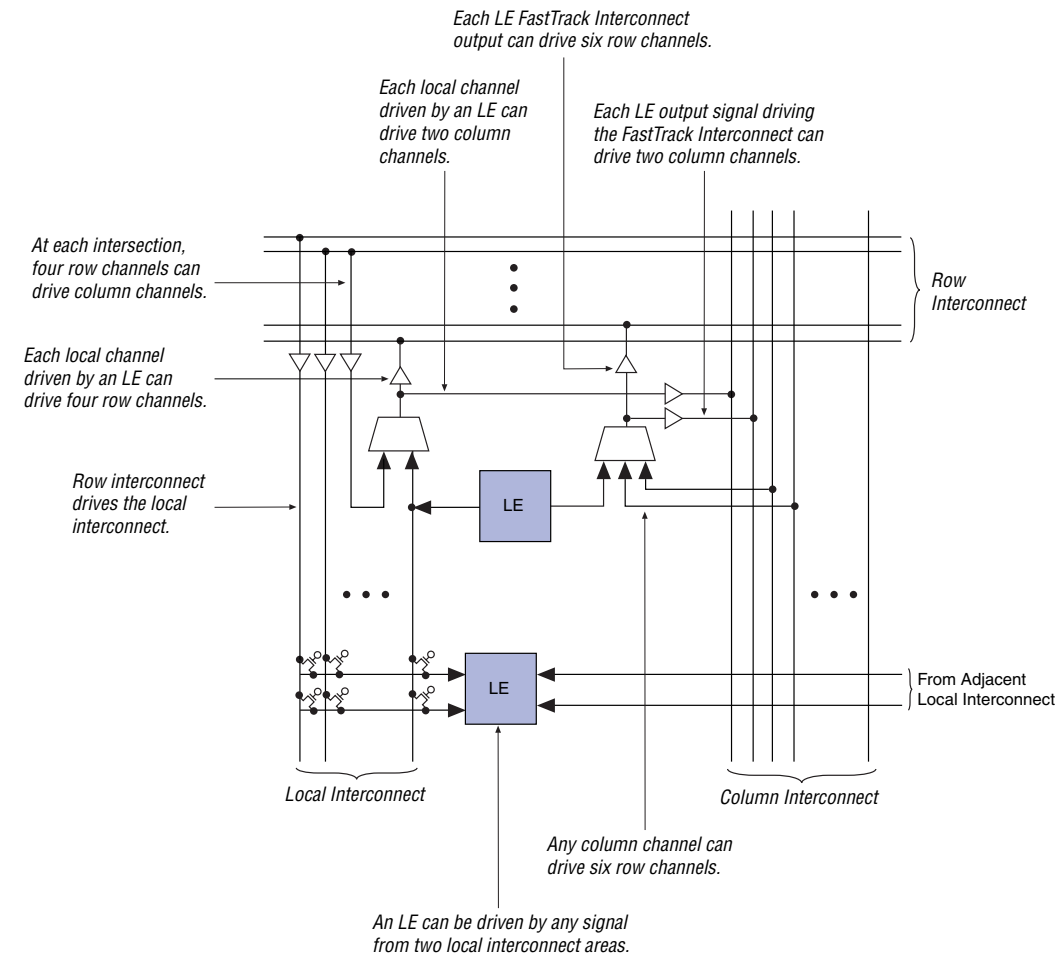 Each LE FastTrack Interconnect
output can drive six row channels.
Each local channel
driven by an LE can
drive two column
channels.
Each LE output signal driving
the FastTrack Interconnect can
drive two column channels.
At each intersection,
four row channels can
drive column channels.
Row
Interconnect
Each local channel
driven by an LE can
drive four row channels.
Row interconnect
drives the local
interconnect.
LE
LE
From Adjacent
Local Interconnect
Local Interconnect
Column Interconnect
Any column channel can
drive six row channels.
An LE can be driven by any signal
from two local interconnect areas.